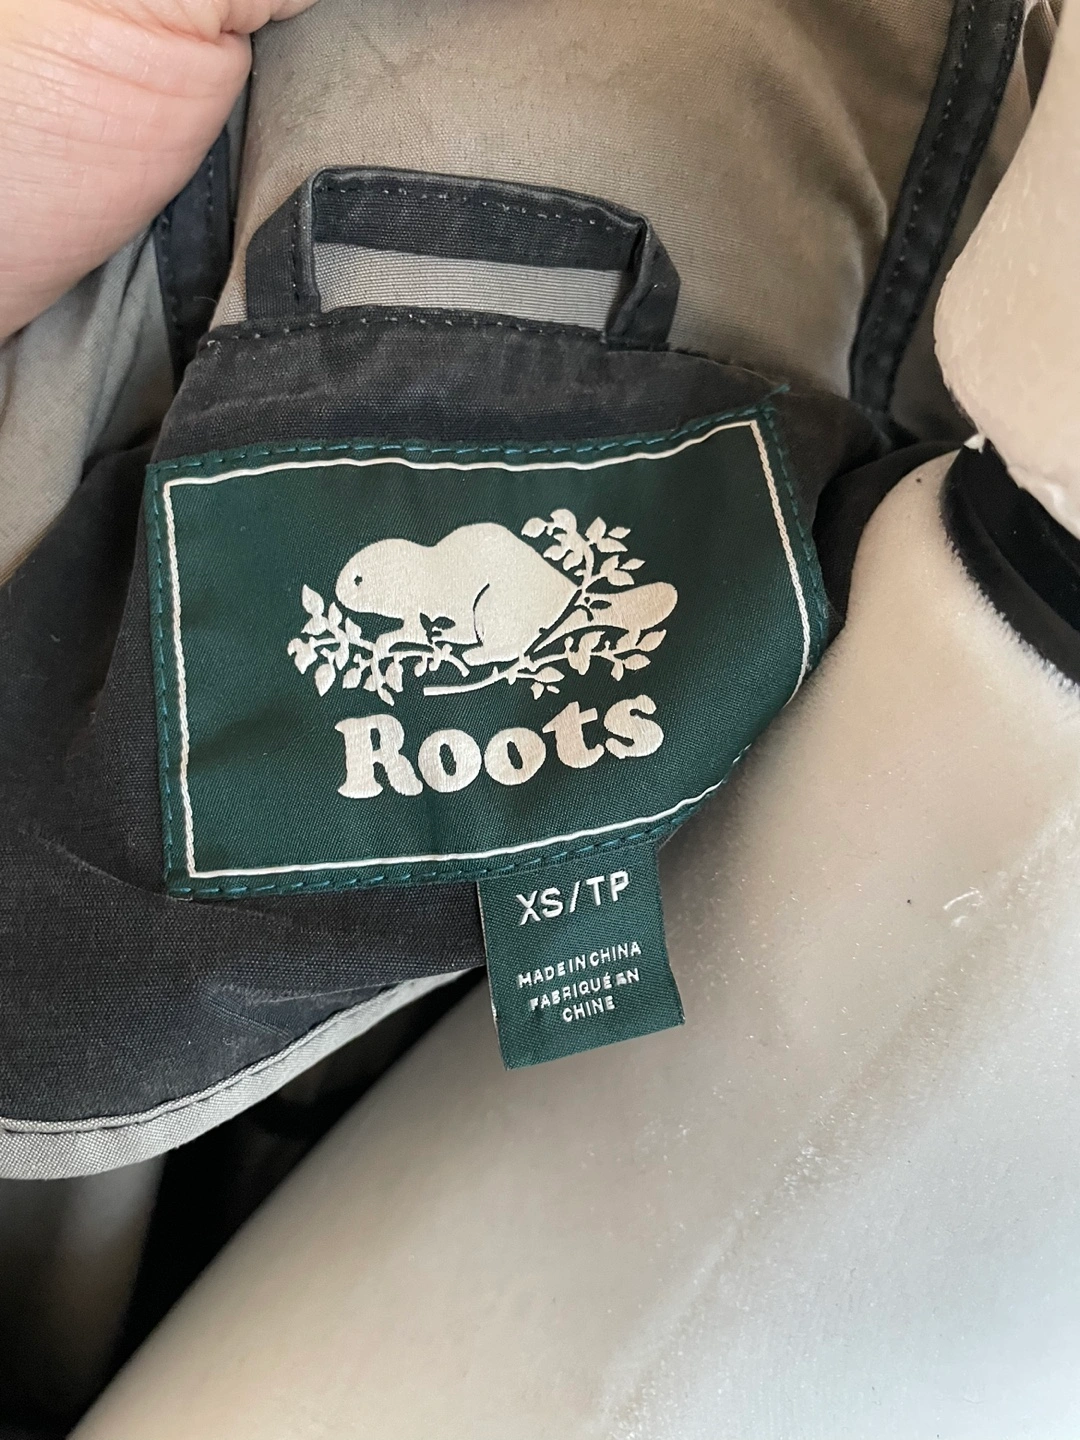 Roots
XS/TP
MADE IN CHINA
FABRIQUÉ EN
CHINE